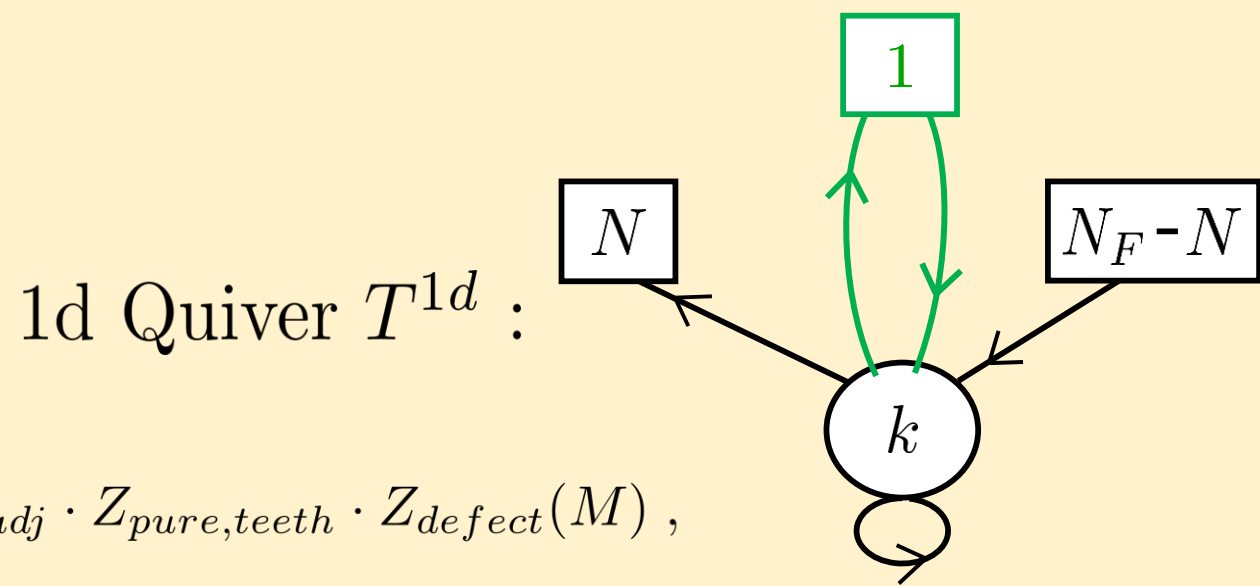 1
N
N_F - N
1d Quiver T^{1d} :
k
adj · Z_{pure,teeth} · Z_{defect}(M) ,